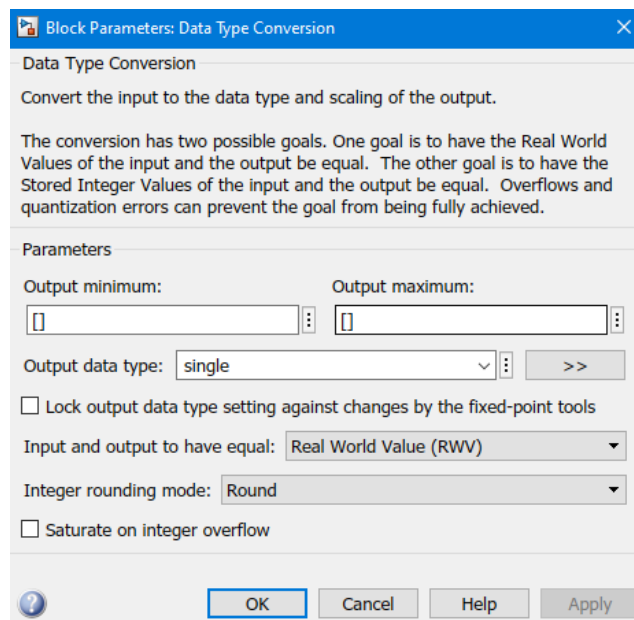 Block Parameters: Data Type Conversion
Data Type Conversion
Convert the input to the data type and scaling of the output.
The conversion has two possible goals. One goal is to have the Real World
Values of the input and the output be equal.  The other goal is to have the
Stored Integer Values of the input and the output be equal.  Overflows and
quantization errors can prevent the goal from being fully achieved.
Parameters
Output minimum: Output maximum:
[] []
Output data type: single >>
Lock output data type setting against changes by the fixed-point tools
Input and output to have equal: Real World Value (RWV)
Integer rounding mode: Round
Saturate on integer overflow
? OK Cancel Help Apply